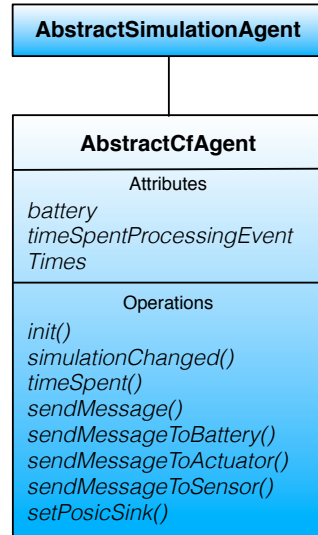 AbstractSimulationAgent
AbstractCfAgent
Attributes
battery
timeSpentProcessingEvent
Times
Operations
init()
simulationChanged()
timeSpent()
sendMessage()
sendMessageToBattery()
sendMessageToActuator()
sendMessageToSensor()
setPosicSink()